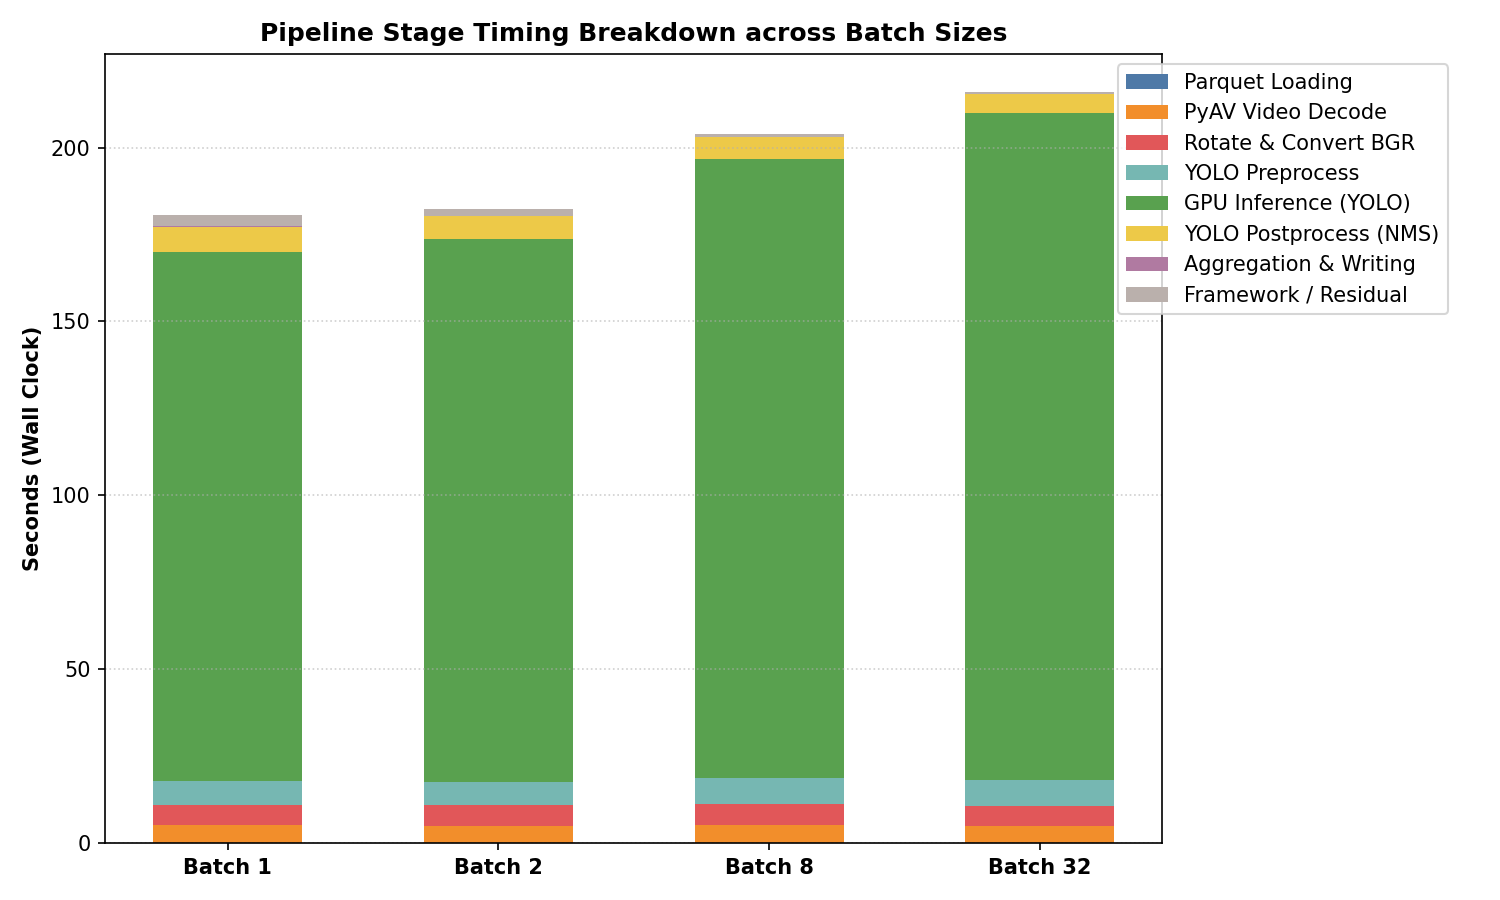 Pipeline Stage Timing Breakdown across Batch Sizes
Parquet Loading
PyAV Video Decode
Rotate & Convert BGR
YOLO Preprocess
GPU Inference (YOLO)
YOLO Postprocess (NMS)
Aggregation & Writing
Framework / Residual
Seconds (Wall Clock)
200
150
100
50
0
Batch 1
Batch 2
Batch 8
Batch 32